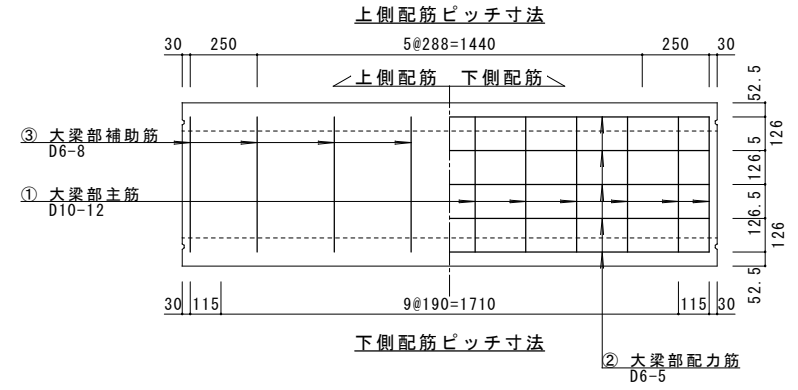 上側配筋ピッチ寸法
30 250 5@288=1440 250 30
上側配筋 下側配筋
52.5
126
126.5
126.5
126
52.5
③ 大梁部補助筋
D6-8
① 大梁部主筋
D10-12
30 115 9@190=1710 115 30
下側配筋ピッチ寸法
② 大梁部配力筋
D6-5